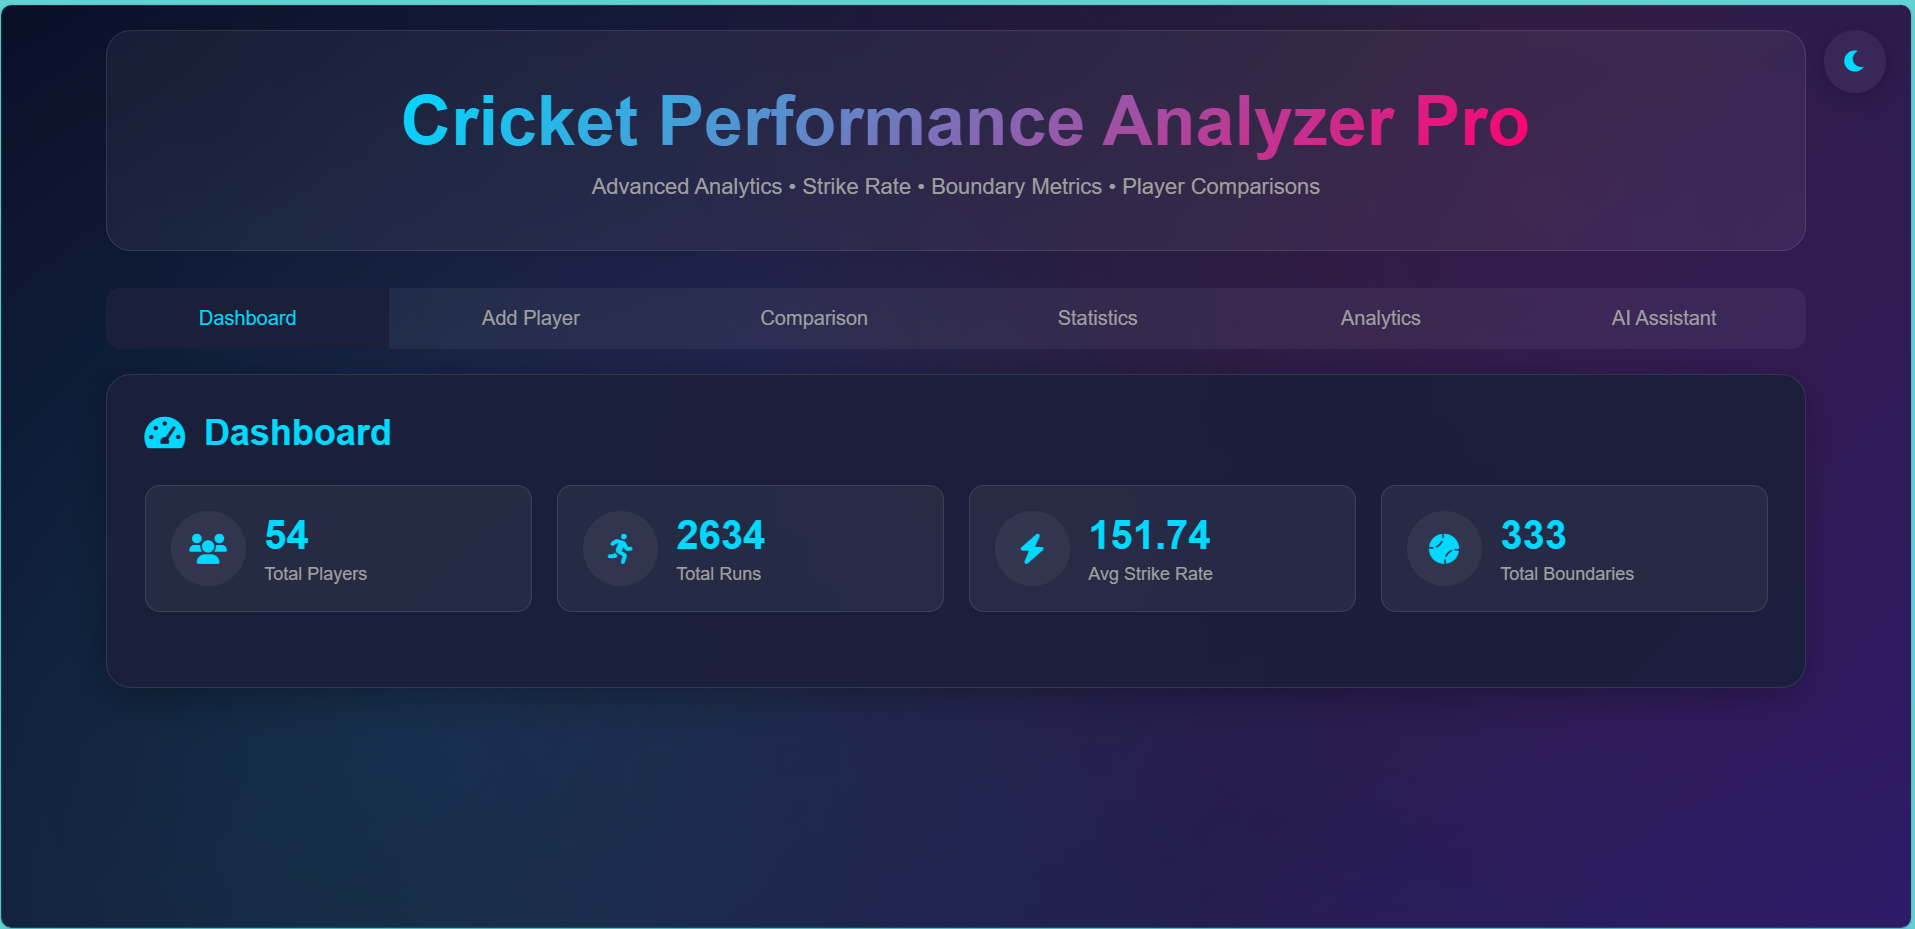 Cricket Performance Analyzer Pro
Advanced Analytics • Strike Rate • Boundary Metrics • Player Comparisons
Dashboard
Add Player
Comparison
Statistics
Analytics
AI Assistant
Dashboard
54
Total Players
2634
Total Runs
151.74
Avg Strike Rate
333
Total Boundaries